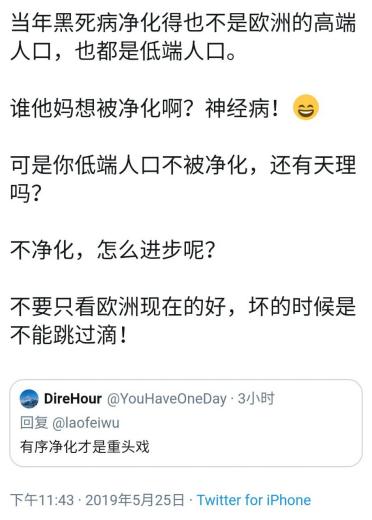 当年黑死病净化得也不是欧洲的高端
人口，也都是低端人口。
谁他妈想被净化啊？神经病！😄
可是你低端人口不被净化，还有天理
吗？
不净化，怎么进步呢？
不要只看欧洲现在的好，坏的时候是
不能跳过滴！
DireHour @YouHaveOneDay · 3小时
回复 @laofeiwu
有序净化才是重头戏
下午11:43 · 2019年5月25日 · Twitter for iPhone